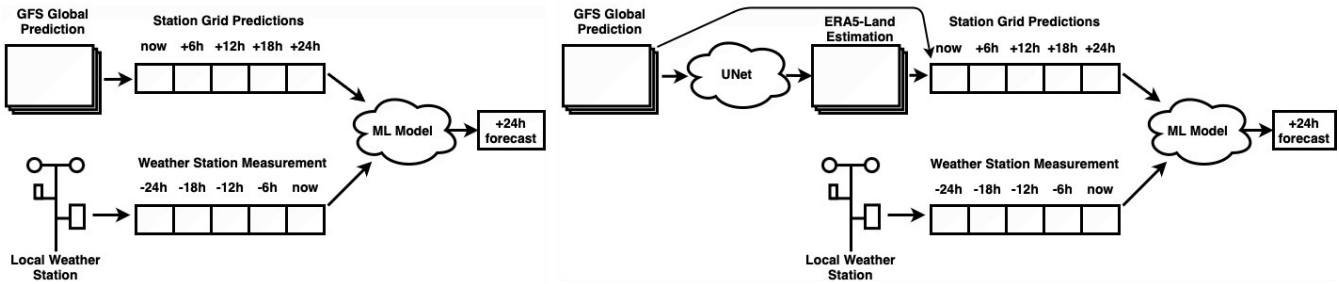 GFS Global
Prediction
Station Grid Predictions
now +6h +12h +18h +24h
ML Model
+24h
forecast
Weather Station Measurement
-24h -18h -12h -6h now
Local Weather
Station
GFS Global
Prediction
UNet
ERA5-Land
Estimation
Station Grid Predictions
now +6h +12h +18h +24h
ML Model
+24h
forecast
Weather Station Measurement
-24h -18h -12h -6h now
Local Weather
Station